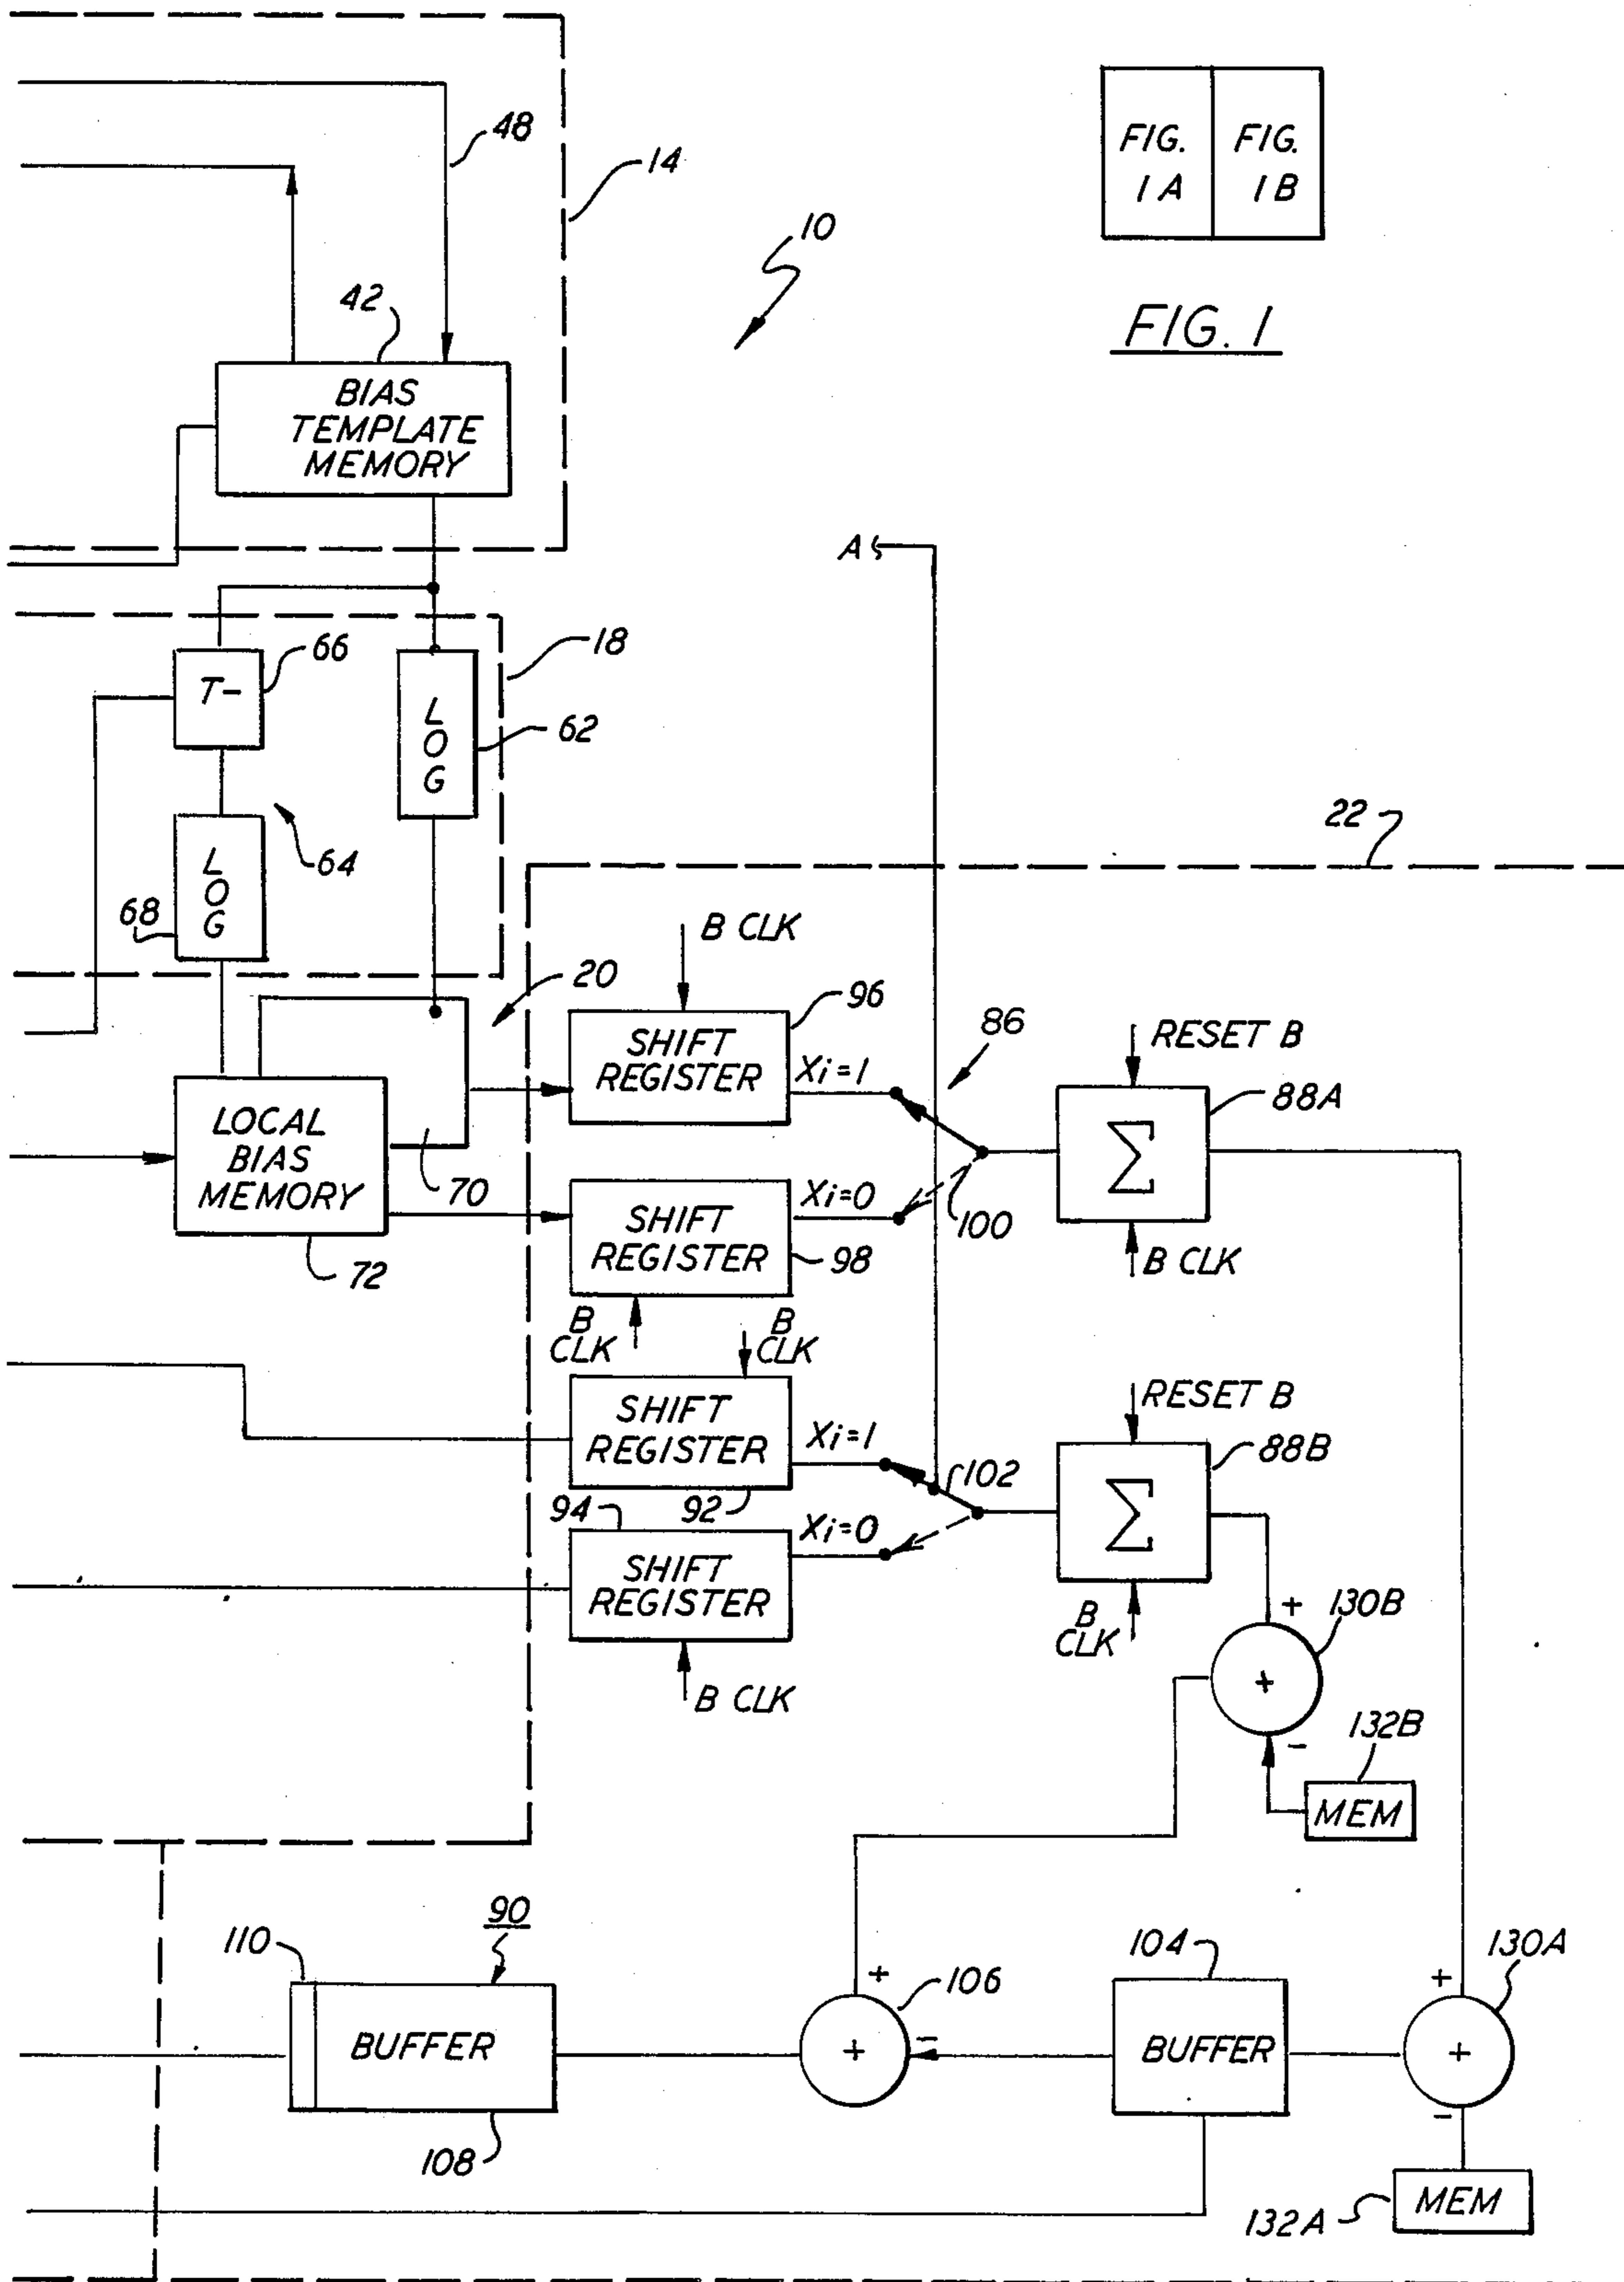 48
14
10
FIG.
1 A
FIG.
1 B
FIG. 1
42
BIAS
TEMPLATE
MEMORY
A
66
18
T-
L
O
G
62
64
L
O
G
68
22
B CLK
20
96
86
SHIFT
REGISTER
Xi=1
RESET B
88A
Σ
LOCAL
BIAS
MEMORY
70
72
SHIFT
REGISTER
Xi=0
98
100
B CLK
B
CLK
B
CLK
SHIFT
REGISTER
Xi=1
102
92
RESET B
88B
Σ
94
Xi=0
SHIFT
REGISTER
B CLK
B
CLK
+
130B
+
-
132B
MEM
90
110
BUFFER
108
+
106
+
-
104
BUFFER
130A
+
+
-
132A
MEM